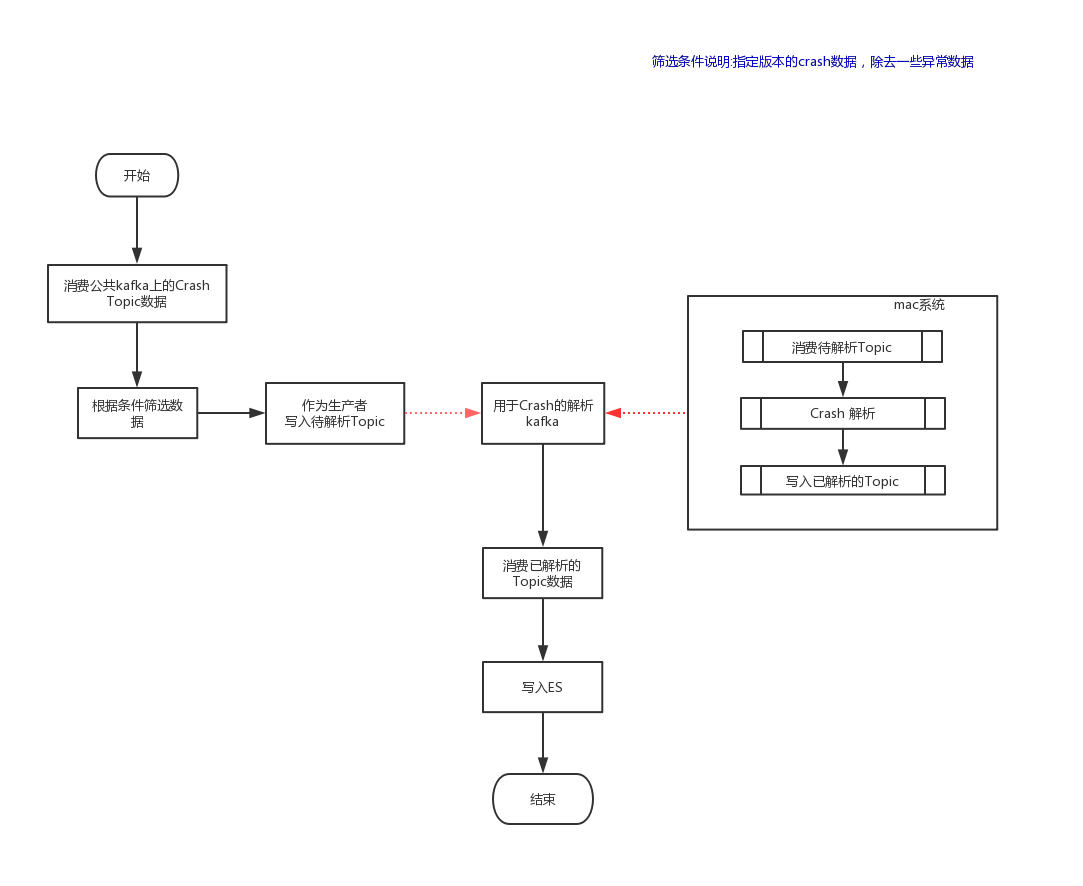 筛选条件说明:指定版本的crash数据，除去一些异常数据
开始
消费公共kafka上的Crash
Topic数据
根据条件筛选数
据
作为生产者
写入待解析Topic
用于Crash的解析
kafka
mac系统
消费待解析Topic
Crash 解析
写入已解析的Topic
消费已解析的
Topic数据
写入ES
结束